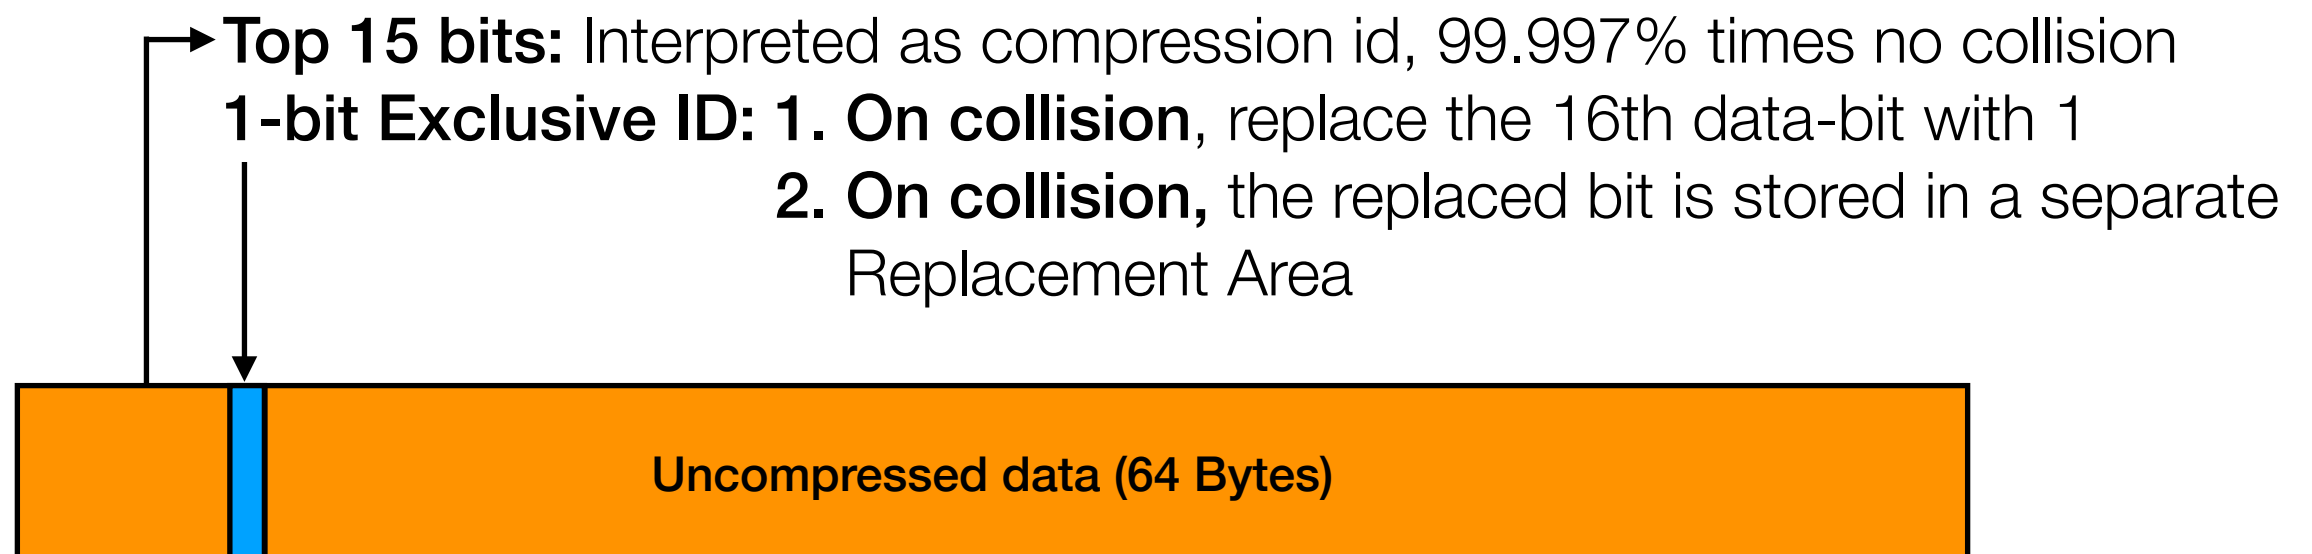 Top 15 bits: Interpreted as compression id, 99.997% times no collision
1-bit Exclusive ID: 1. On collision, replace the 16th data-bit with 1
2. On collision, the replaced bit is stored in a separate
Replacement Area
Uncompressed data (64 Bytes)